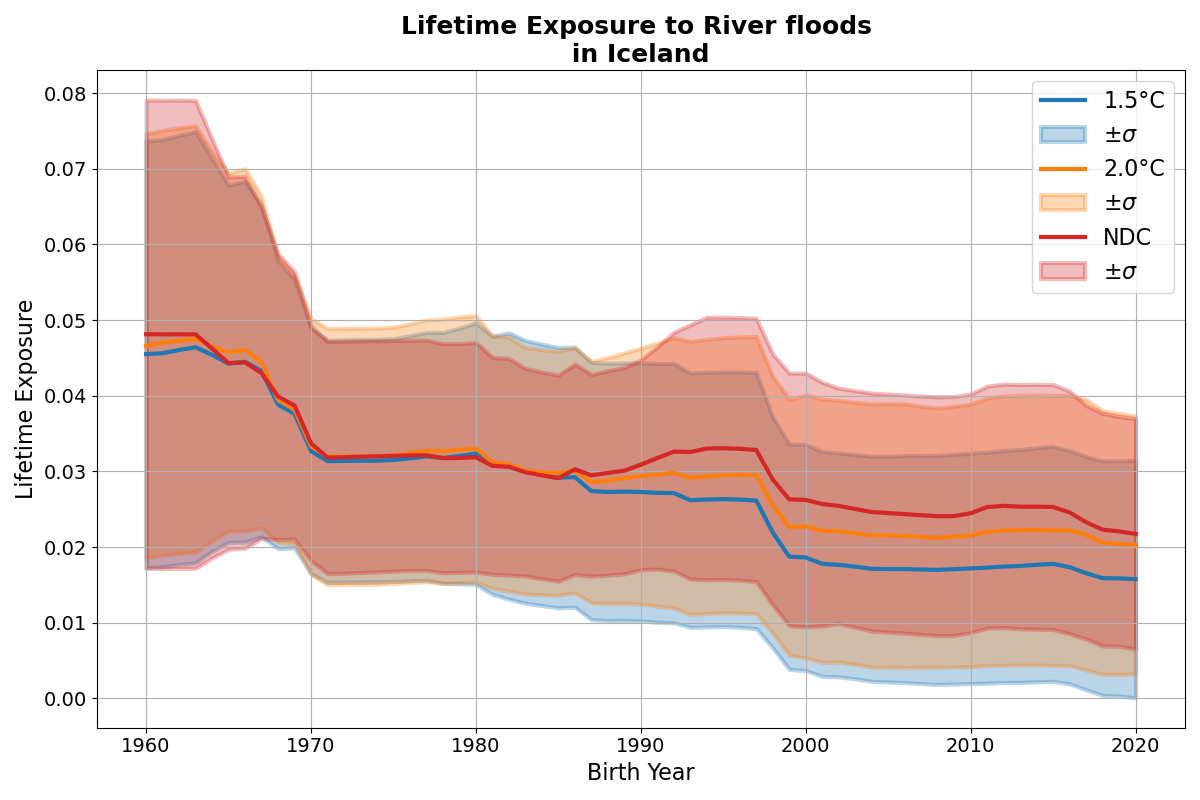 Lifetime Exposure to River floods
in Iceland
Lifetime Exposure
0.08
0.07
0.06
0.05
0.04
0.03
0.02
0.01
0.00
1960
1970
1980
1990
2000
2010
2020
Birth Year
1.5°C
±σ
2.0°C
±σ
NDC
±σ